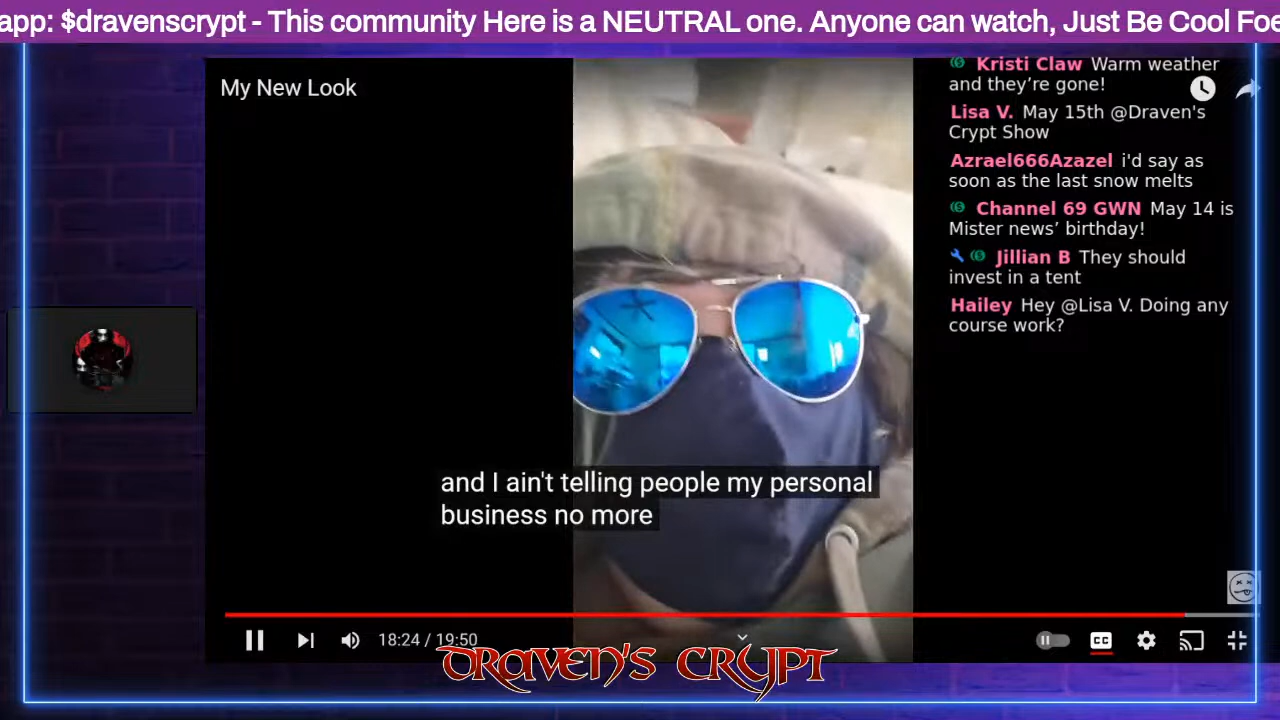 app: $dravenscrypt - This community Here is a NEUTRAL one. Anyone can watch, Just Be Cool Foe
My New Look
Kristi Claw Warm weather
and they’re gone!
Lisa V. May 15th @Draven's
Crypt Show
Azrael666Azazel i'd say as
soon as the last snow melts
Channel 69 GWN May 14 is
Mister news’ birthday!
Jillian B They should
invest in a tent
Hailey Hey @Lisa V. Doing any
course work?
and I ain't telling people my personal
business no more
18:24 / 19:50
CC
DRAVEN'S CRYPT